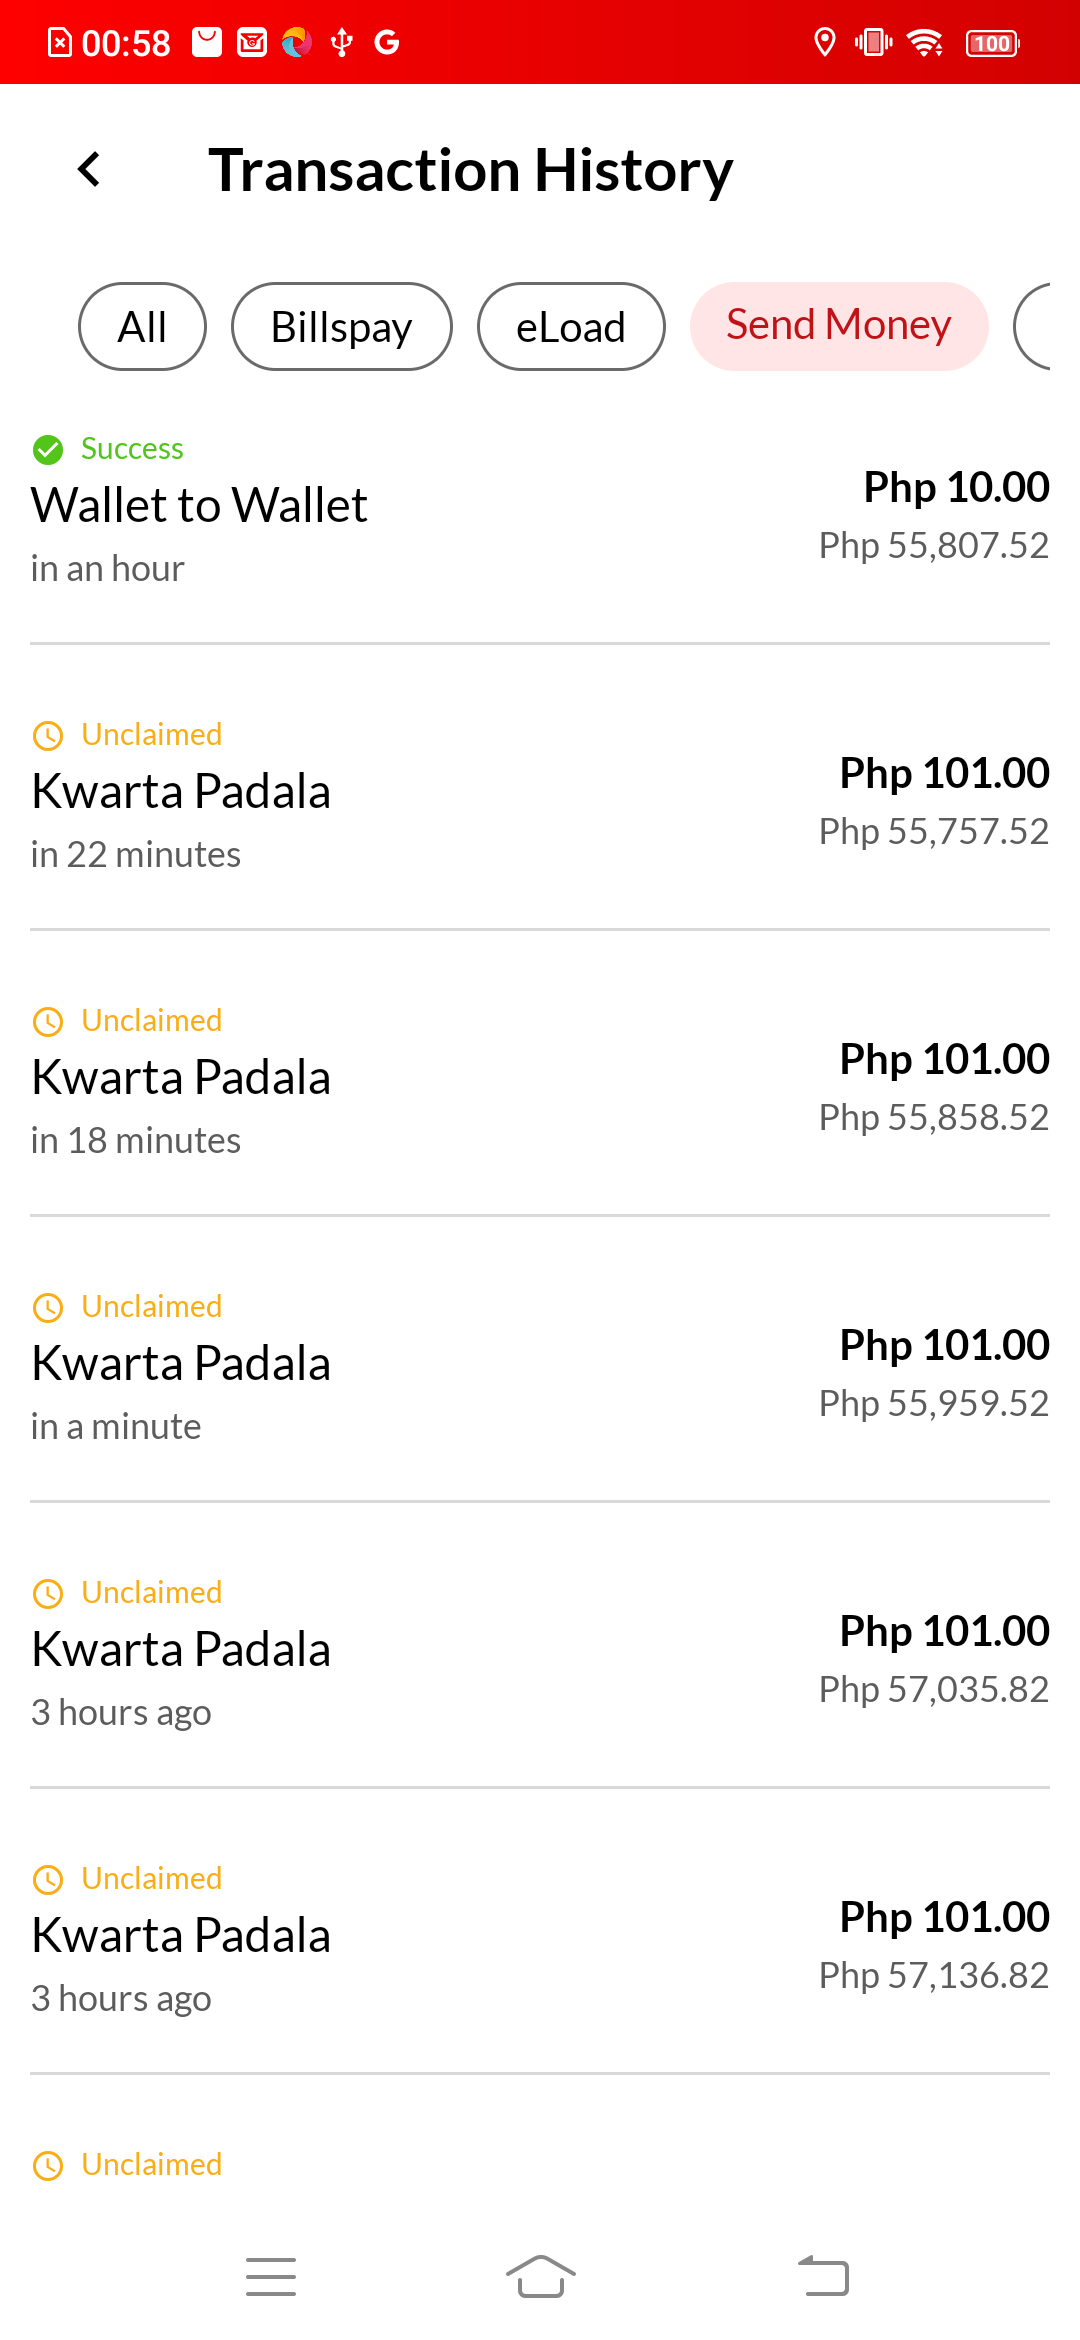 00:58
100
Transaction History
All Billspay eLoad Send Money
Success
Wallet to Wallet
in an hour
Php 10.00
Php 55,807.52
Unclaimed
Kwarta Padala
in 22 minutes
Php 101.00
Php 55,757.52
Unclaimed
Kwarta Padala
in 18 minutes
Php 101.00
Php 55,858.52
Unclaimed
Kwarta Padala
in a minute
Php 101.00
Php 55,959.52
Unclaimed
Kwarta Padala
3 hours ago
Php 101.00
Php 57,035.82
Unclaimed
Kwarta Padala
3 hours ago
Php 101.00
Php 57,136.82
Unclaimed